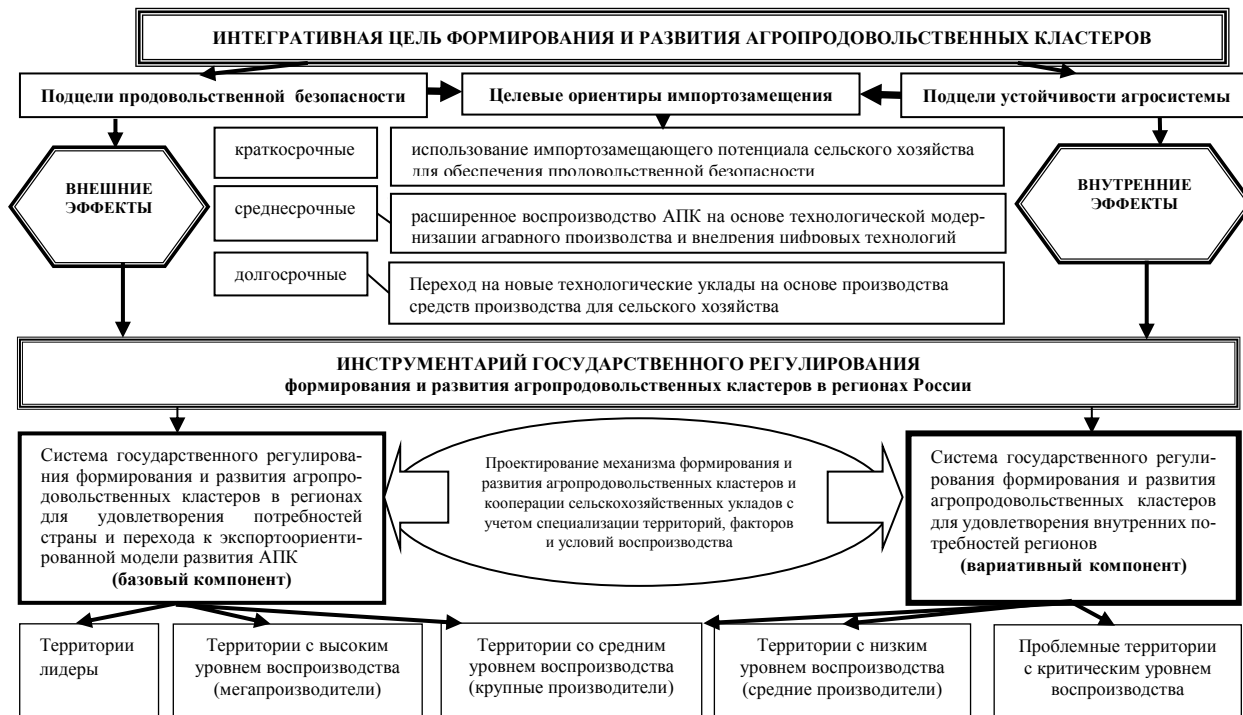 ИНТЕГРАТИВНАЯ ЦЕЛЬ ФОРМИРОВАНИЯ И РАЗВИТИЯ АГРОПРОДОВОЛЬСТВЕННЫХ КЛАСТЕРОВ
Подцели продовольственной безопасности
Целевые ориентиры импортозамещения
Подцели устойчивости агросистемы
ВНЕШНИЕ
ЭФФЕКТЫ
краткосрочные
использование импортозамещающего потенциала сельского хозяйства
для обеспечения продовольственной безопасности
среднесрочные
расширенное воспроизводство АПК на основе технологической модер-
низации аграрного производства и внедрения цифровых технологий
долгосрочные
Переход на новые технологические уклады на основе производства
средств производства для сельского хозяйства
ВНУТРЕННИЕ
ЭФФЕКТЫ
ИНСТРУМЕНТАРИЙ ГОСУДАРСТВЕННОГО РЕГУЛИРОВАНИЯ
формирования и развития агропродовольственных кластеров в регионах России
Система государственного регулирова-
ния формирования и развития агропро-
довольственных кластеров в регионах
для удовлетворения потребностей
страны и перехода к экспортоориенти-
рованной модели развития АПК
(базовый компонент)
Проектирование механизма формирования и
развития агропродовольственных кластеров и
кооперации сельскохозяйственных укладов с
учетом специализации территорий, факторов
и условий воспроизводства
Система государственного регули-
рования формирования и развития
агропродовольственных кластеров
для удовлетворения внутренних по-
требностей регионов
(вариативный компонент)
Территории
лидеры
Территории с высоким
уровнем воспроизводства
(мегапроизводители)
Территории со средним
уровнем воспроизводства
(крупные производители)
Территории с низким
уровнем воспроизводства
(средние производители)
Проблемные территории
с критическим уровнем
воспроизводства